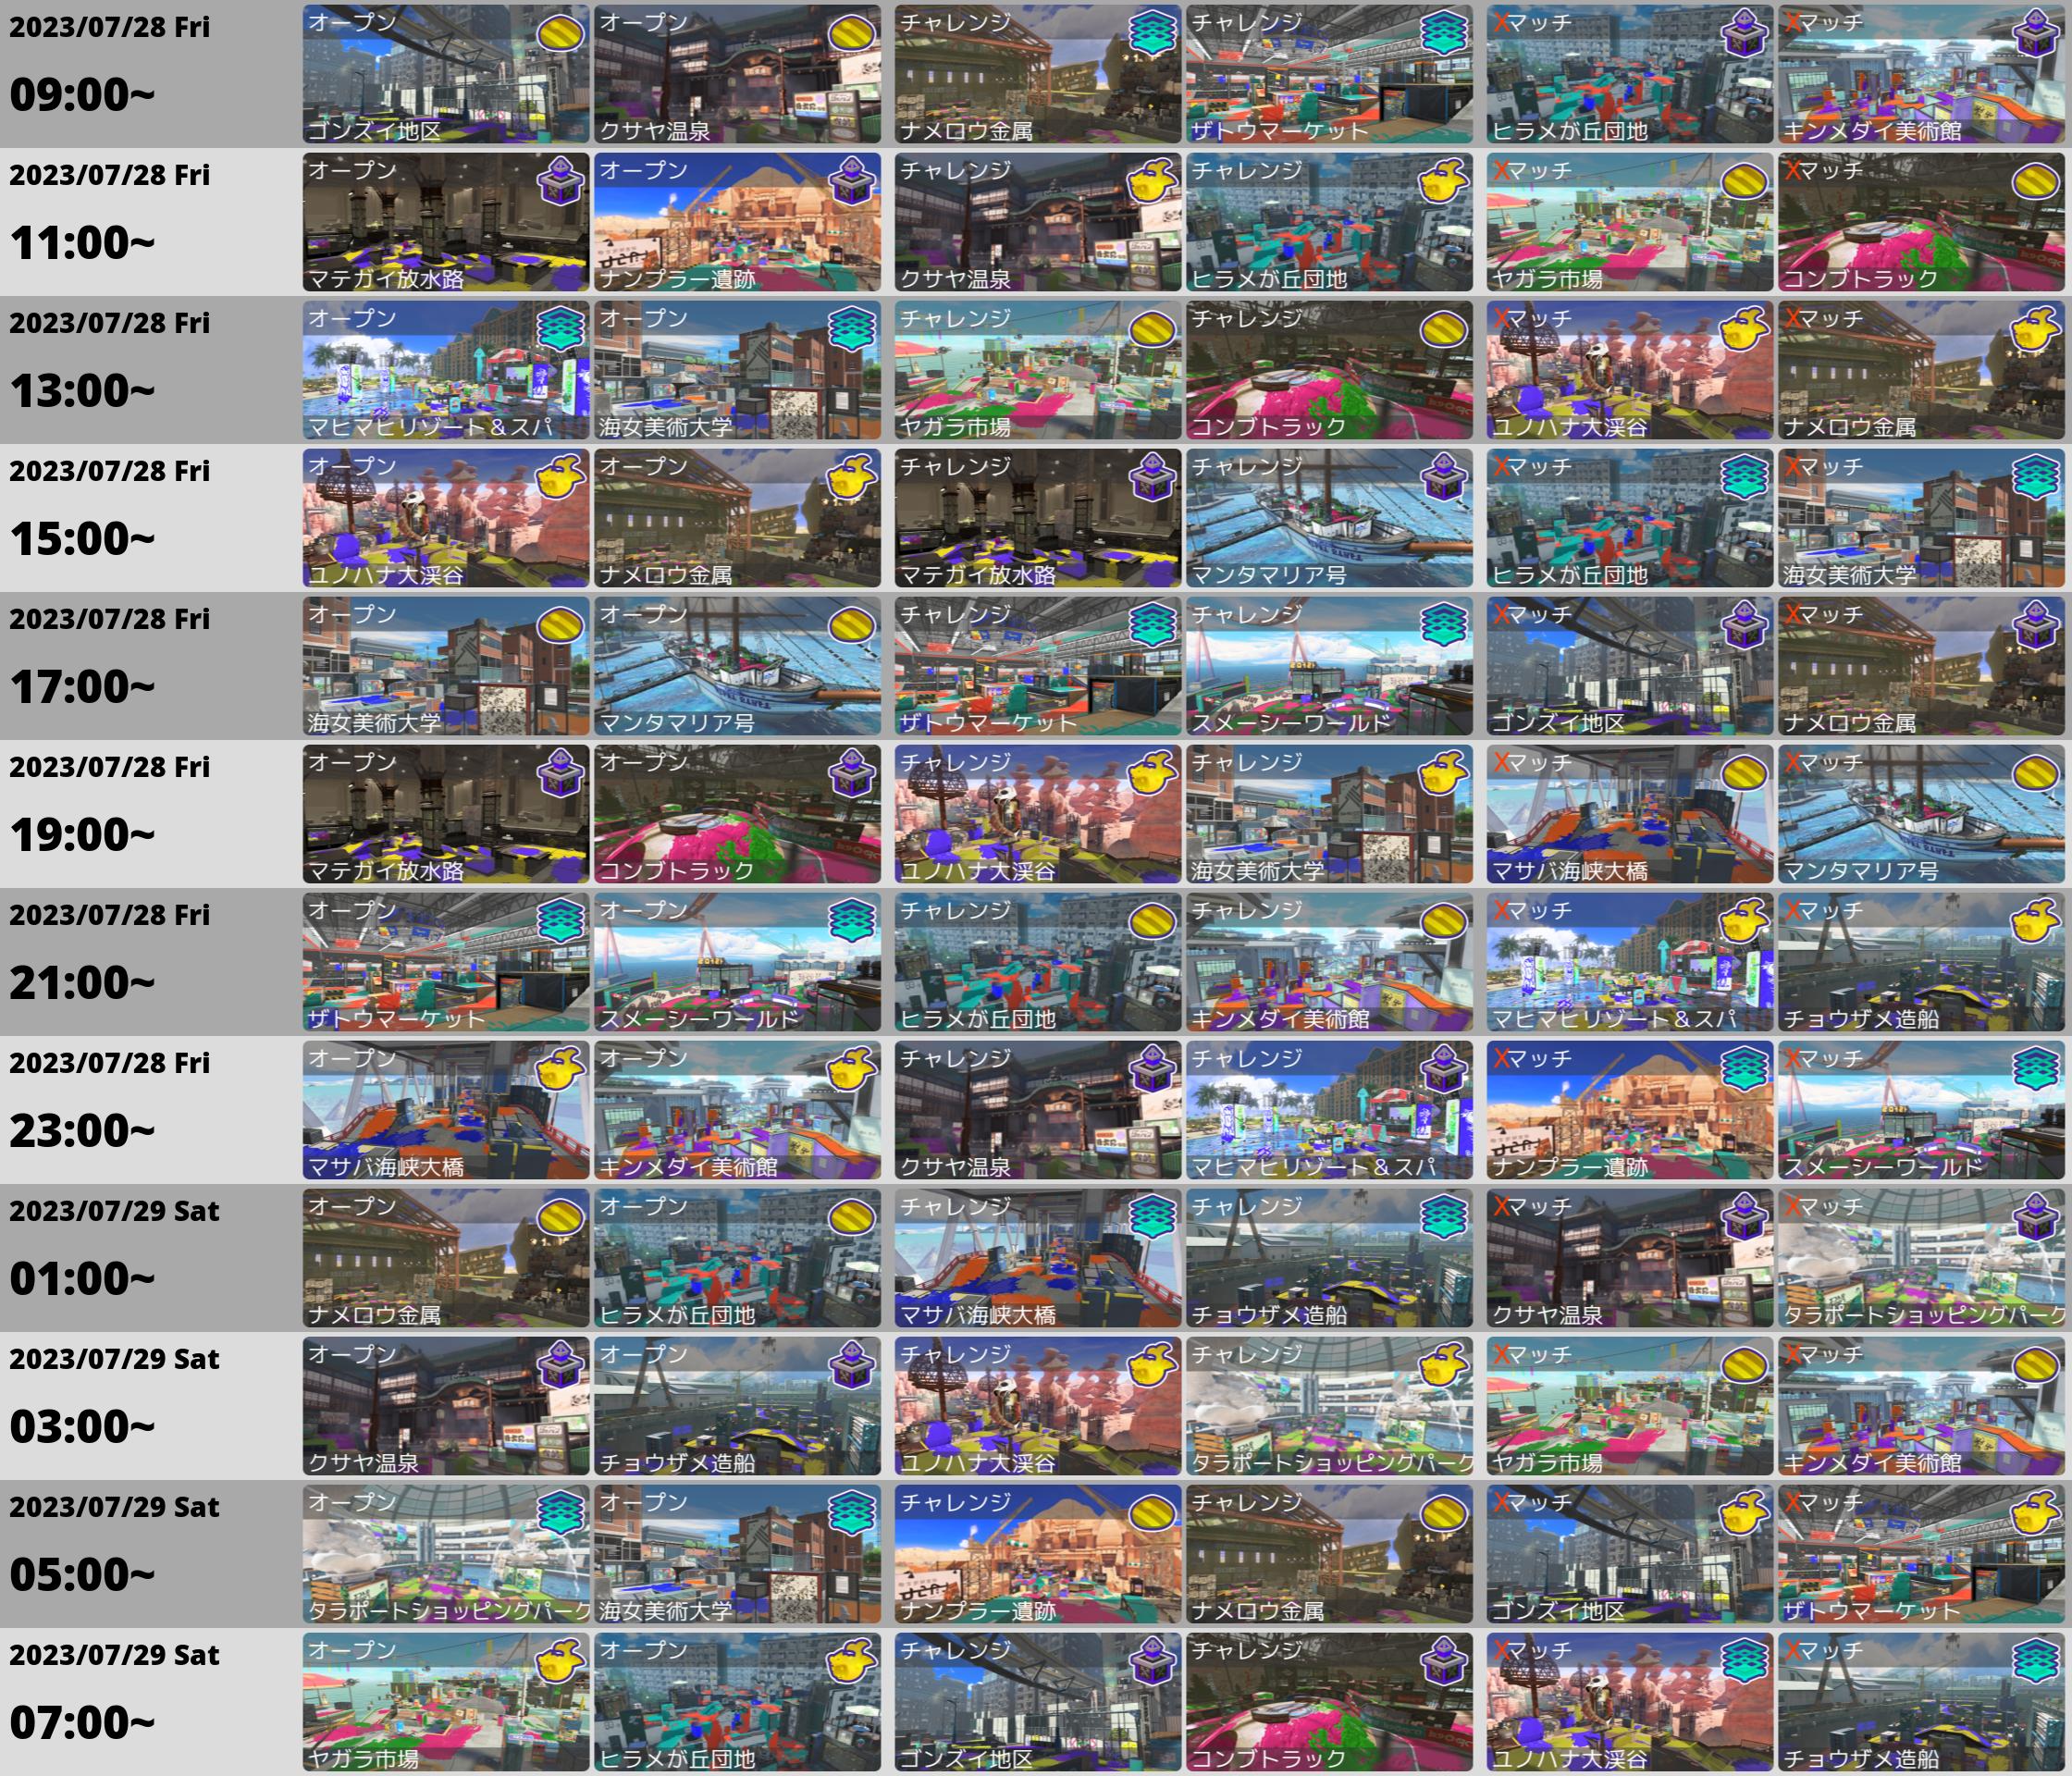 2023/07/28 Fri
09:00~
オープン オープン チャレンジ チャレンジ Xマッチ Xマッチ
ゴンズイ地区 クサヤ温泉 ナメロウ金属 ザトウマーケット ヒラメが丘団地 キンメダイ美術館
2023/07/28 Fri
11:00~
オープン オープン チャレンジ チャレンジ Xマッチ Xマッチ
マテガイ放水路 ナンプラー遺跡 クサヤ温泉 ヒラメが丘団地 ヤガラ市場 コンブトラック
2023/07/28 Fri
13:00~
オープン オープン チャレンジ チャレンジ Xマッチ Xマッチ
マヒマヒリゾート＆スパ 海女美術大学 ヤガラ市場 コンブトラック ユノハナ大渓谷 ナメロウ金属
2023/07/28 Fri
15:00~
オープン オープン チャレンジ チャレンジ Xマッチ Xマッチ
ユノハナ大渓谷 ナメロウ金属 マテガイ放水路 マンタマリア号 ヒラメが丘団地 海女美術大学
2023/07/28 Fri
17:00~
オープン オープン チャレンジ チャレンジ Xマッチ Xマッチ
海女美術大学 マンタマリア号 ザトウマーケット スメーシーワールド ゴンズイ地区 ナメロウ金属
2023/07/28 Fri
19:00~
オープン オープン チャレンジ チャレンジ Xマッチ Xマッチ
マテガイ放水路 コンブトラック ユノハナ大渓谷 海女美術大学 マサバ海峡大橋 マンタマリア号
2023/07/28 Fri
21:00~
オープン オープン チャレンジ チャレンジ Xマッチ Xマッチ
ザトウマーケット スメーシーワールド ヒラメが丘団地 キンメダイ美術館 マヒマヒリゾート＆スパ チョウザメ造船
2023/07/28 Fri
23:00~
オープン オープン チャレンジ チャレンジ Xマッチ Xマッチ
マサバ海峡大橋 キンメダイ美術館 クサヤ温泉 マヒマヒリゾート＆スパ ナンプラー遺跡 スメーシーワールド
2023/07/29 Sat
01:00~
オープン オープン チャレンジ チャレンジ Xマッチ Xマッチ
ナメロウ金属 ヒラメが丘団地 マサバ海峡大橋 チョウザメ造船 クサヤ温泉 タラポートショッピングパーク
2023/07/29 Sat
03:00~
オープン オープン チャレンジ チャレンジ Xマッチ Xマッチ
クサヤ温泉 チョウザメ造船 ユノハナ大渓谷 タラポートショッピングパーク ヤガラ市場 キンメダイ美術館
2023/07/29 Sat
05:00~
オープン オープン チャレンジ チャレンジ Xマッチ Xマッチ
タラポートショッピングパーク 海女美術大学 ナンプラー遺跡 ナメロウ金属 ゴンズイ地区 ザトウマーケット
2023/07/29 Sat
07:00~
オープン オープン チャレンジ チャレンジ Xマッチ Xマッチ
ヤガラ市場 ヒラメが丘団地 ゴンズイ地区 コンブトラック ユノハナ大渓谷 チョウザメ造船